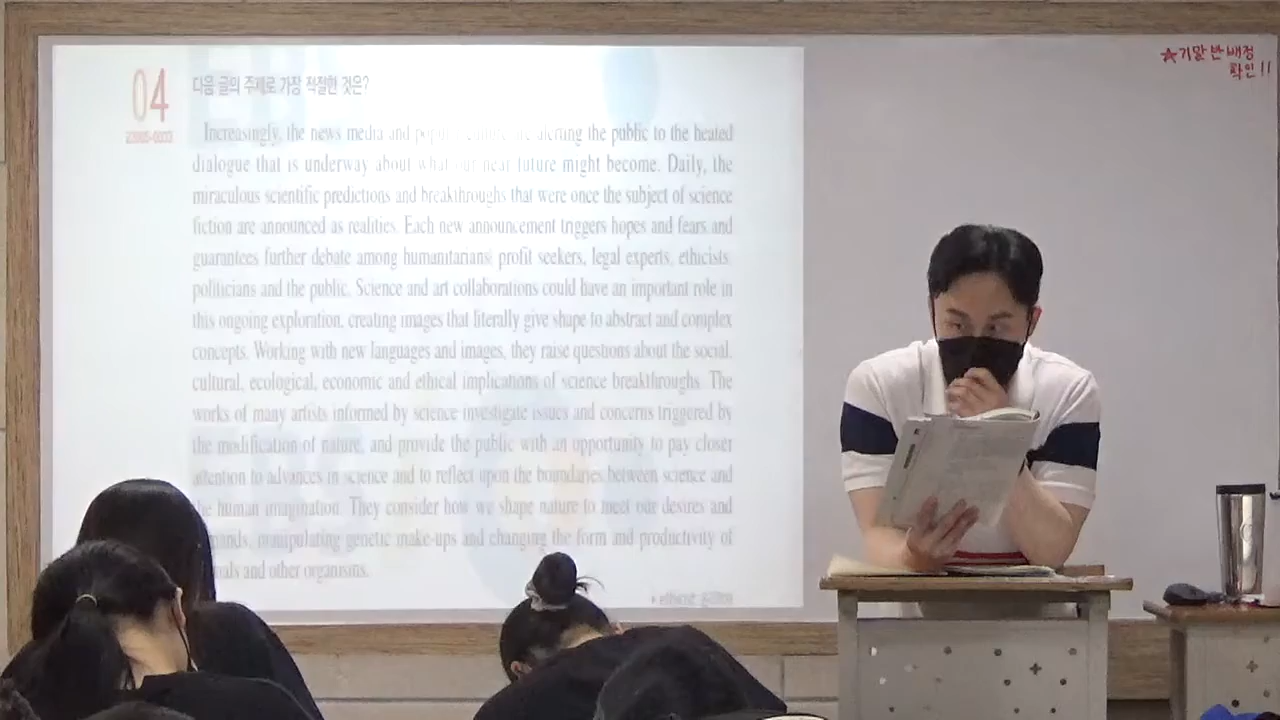 04
다음 글의 주제로 가장 적절한 것은?
Increasingly, the news media and the public to the heated
dialogue that is underway about what our near future might become. Daily, the
miraculous scientific predictions and breakthroughs that were once the subject of science
fiction are announced as realities. Each new announcement triggers hopes and fears and
guarantees further debate among humanitarians, profit seekers, legal experts, ethicists,
politicians and the public. Science and art collaborations could have an important role in
this ongoing exploration, creating images that literally give shape to abstract and complex
concepts. Working with new languages and images, they raise questions about the social,
cultural, ecological, economic and ethical implications of science breakthroughs. The
works of many artists informed by science investigate issues and concerns triggered by
the modification of nature, and provide the public with an opportunity to pay closer
attention to advances in science and to reflect upon the boundaries between science and
the human imagination. They consider how we shape nature to meet our desires and
manipulating genetic make-ups and changing the form and productivity of
and other organisms.
★기말 반 배정
확인!!